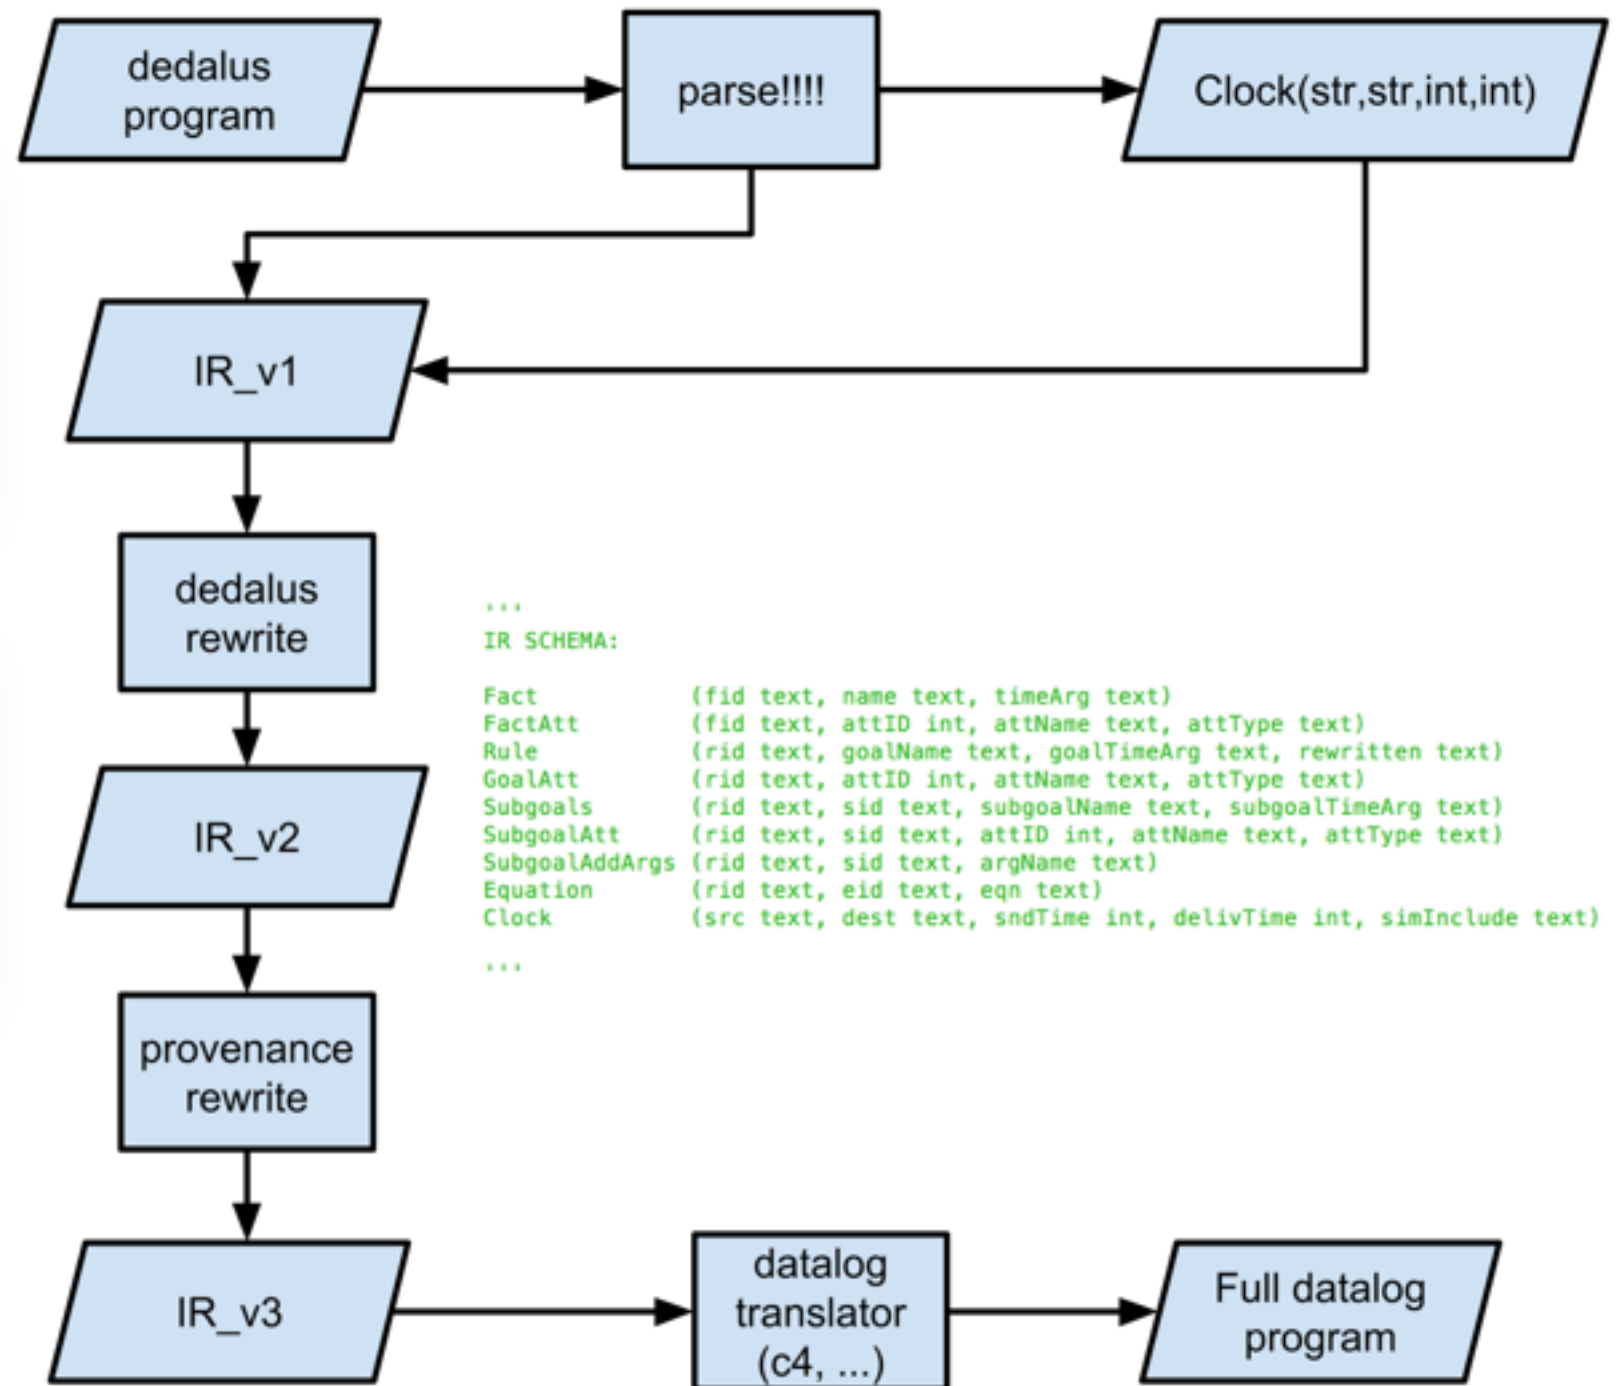 dedalus
program
parse!!!!
Clock(str,str,int,int)
IR_v1
dedalus
rewrite
'''
IR SCHEMA:
Fact (fid text, name text, timeArg text)
FactAtt (fid text, attID int, attName text, attType text)
Rule (rid text, goalName text, goalTimeArg text, rewritten text)
GoalAtt (rid text, attID int, attName text, attType text)
Subgoals (rid text, sid text, subgoalName text, subgoalTimeArg text)
SubgoalAtt (rid text, sid text, attID int, attName text, attType text)
SubgoalAddArgs (rid text, sid text, argName text)
Equation (rid text, eid text, eqn text)
Clock (src text, dest text, sndTime int, delivTime int, simInclude text)
'''
IR_v2
provenance
rewrite
IR_v3
datalog
translator
(c4, ...)
Full datalog
program